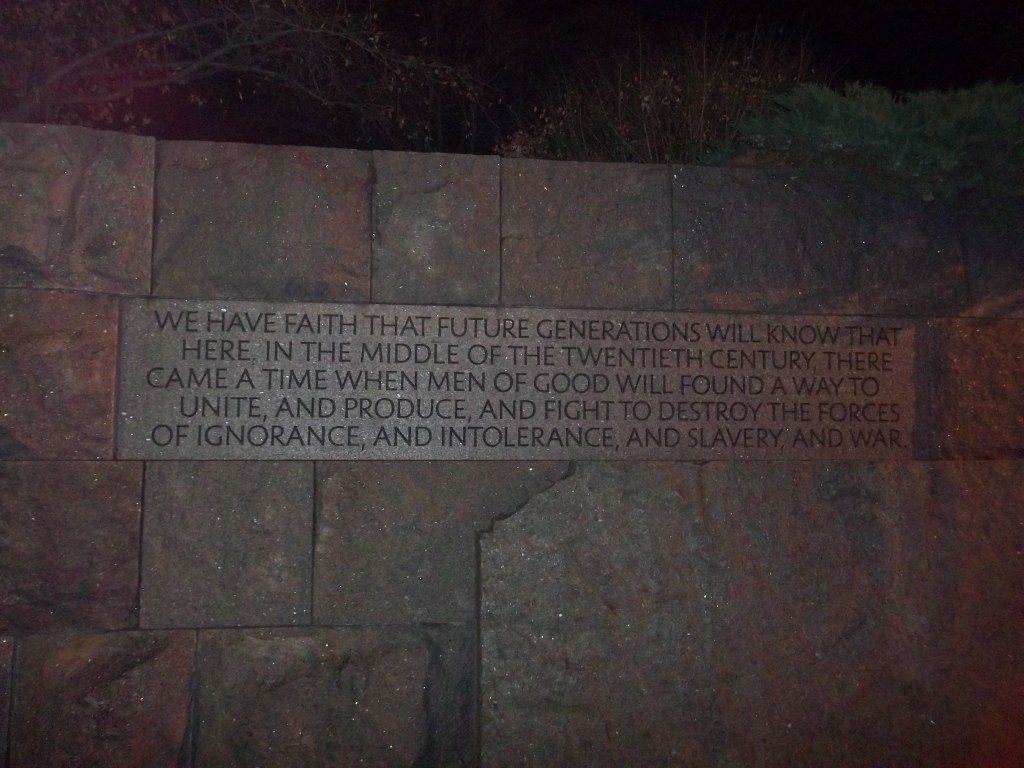 WE HAVE FAITH THAT FUTURE GENERATIONS WILL KNOW THAT
HERE, IN THE MIDDLE OF THE TWENTIETH CENTURY, THERE
CAME A TIME WHEN MEN OF GOOD WILL FOUND A WAY TO
UNITE, AND PRODUCE, AND FIGHT TO DESTROY THE FORCES
OF IGNORANCE, AND INTOLERANCE, AND SLAVERY, AND WAR.